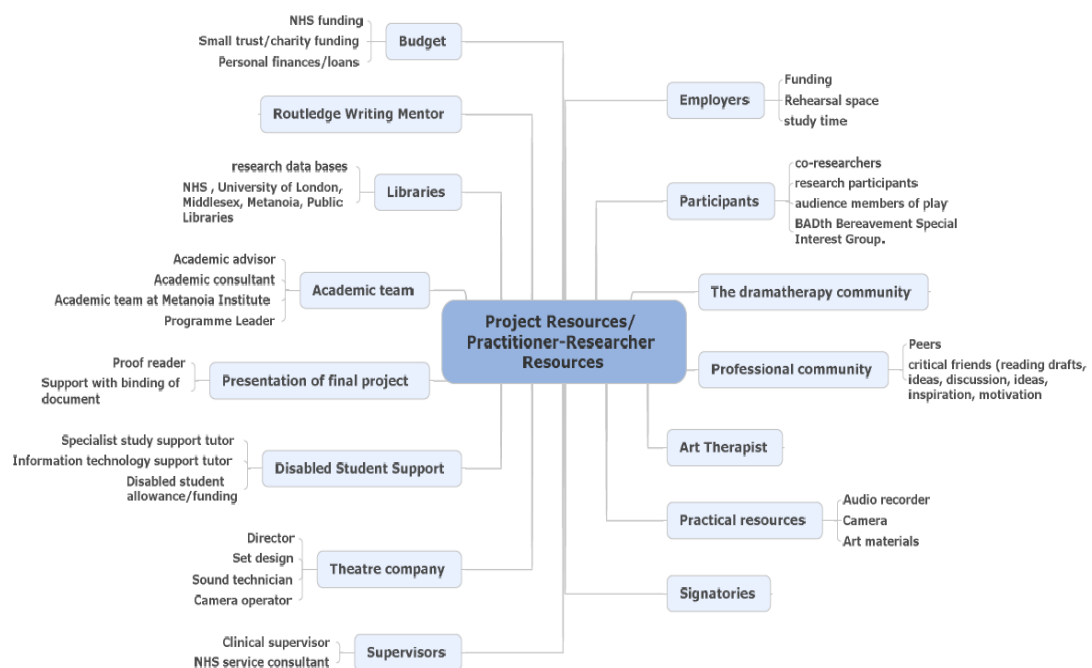 NHS funding
Small trust/charity funding
Personal finances/loans
Budget
Routledge Writing Mentor
research data bases
NHS , University of London,
Middlesex, Metanoia, Public
Libraries
Libraries
Academic advisor
Academic consultant
Academic team at Metanoia Institute
Programme Leader
Academic team
Proof reader
Support with binding of
document
Presentation of final project
Specialist study support tutor
Information technology support tutor
Disabled student
allowance/funding
Disabled Student Support
Director
Set design
Sound technician
Camera operator
Theatre company
Clinical supervisor
NHS service consultant
Supervisors
Project Resources/
Practitioner-Researcher
Resources
Employers
Funding
Rehearsal space
study time
Participants
co-researchers
research participants
audience members of play
BADth Bereavement Special
Interest Group.
The dramatherapy community
Professional community
Peers
critical friends (reading drafts,
ideas, discussion, ideas,
inspiration, motivation
Art Therapist
Practical resources
Audio recorder
Camera
Art materials
Signatories